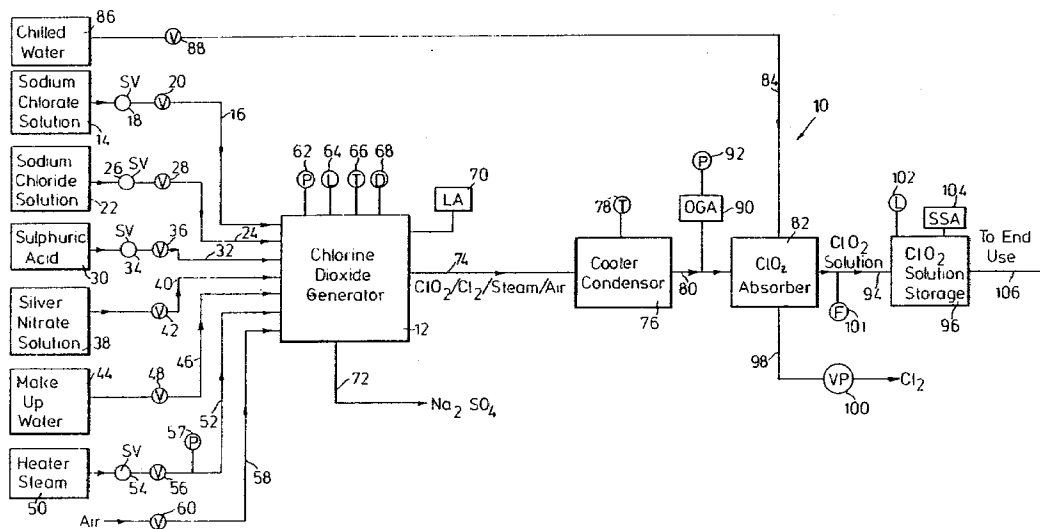 86
Chilled
Water
V
88
84
10
Sodium
Chlorate
Solution
14
SV
18
V
20
16
Sodium
Chloride
Solution
22
26
SV
V
28
24
Sulphuric
Acid
30
SV
34
V
36
32
Silver
Nitrate
Solution
38
V
42
40
44
Make
Up
Water
V
48
46
Heater
Steam
50
SV
54
V
56
57
P
52
Air
V
60
58
62
P
64
L
66
T
68
D
LA
70
Chlorine
Dioxide
Generator
12
72
Na2 SO4
74
ClO2/Cl2/Steam/Air
78
T
Cooler
Condensor
76
80
P
92
OGA
90
82
ClO2
Absorber
98
VP
100
Cl2
ClO2
Solution
94
F
101
102
L
104
SSA
ClO2
Solution
Storage
96
To End
Use
106